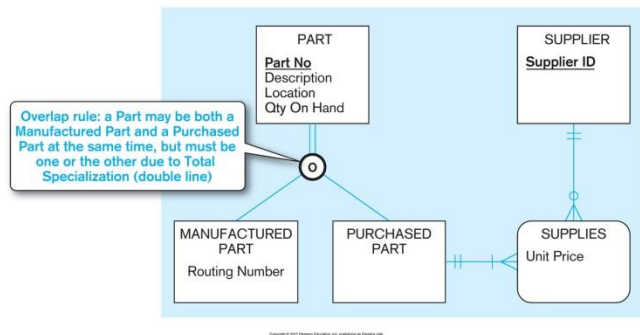 PART
Part No
Description
Location
Qty On Hand
SUPPLIER
Supplier ID
Overlap rule: a Part may be both a
Manufactured Part and a Purchased
Part at the same time, but must be
one or the other due to Total
Specialization (double line)
O
MANUFACTURED
PART
Routing Number
PURCHASED
PART
SUPPLIES
Unit Price